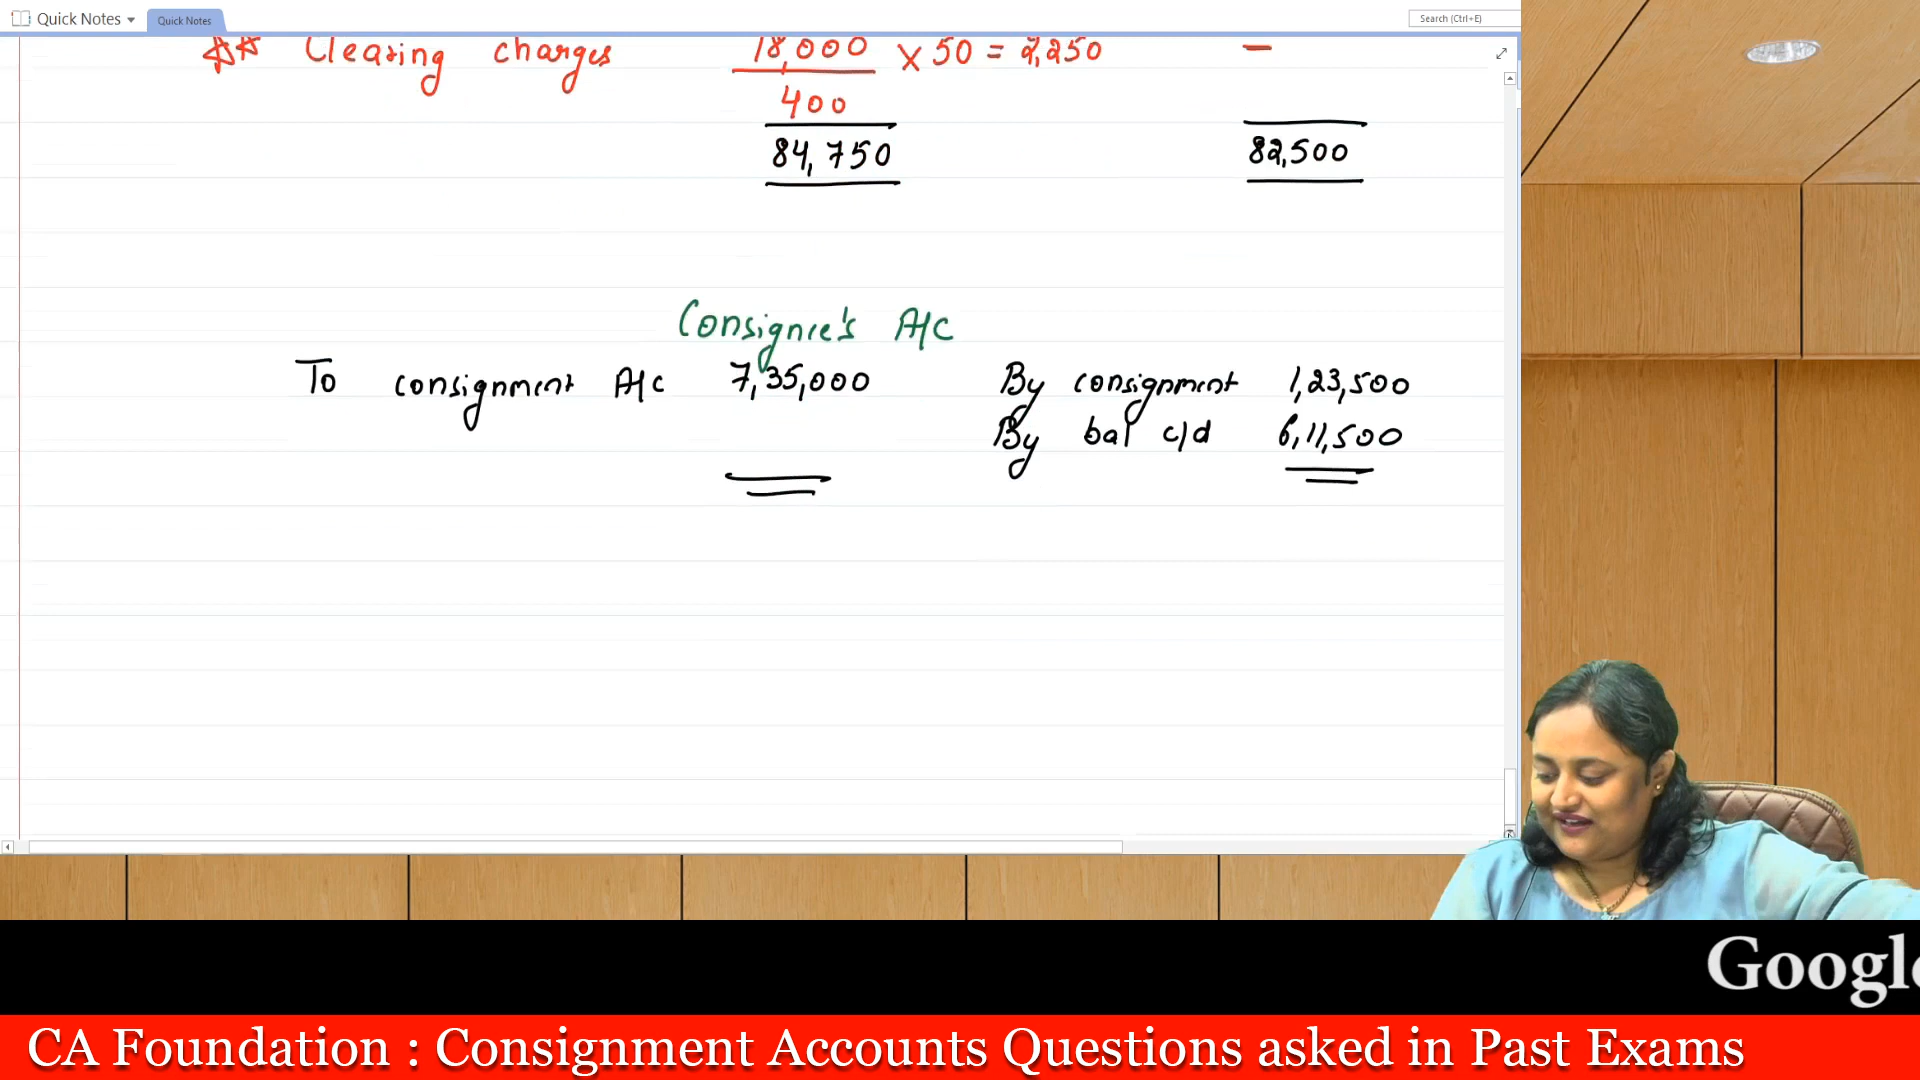 Quick Notes
Quick Notes
Search (Ctrl+E)
** Clearing charges 18,000 × 50 = 2,250 –
400
84,750 82,500
Consignee's A/c
To consignment A/c 7,35,000 By consignment 1,23,500
By bal c/d 6,11,500
Google
CA Foundation : Consignment Accounts Questions asked in Past Exams